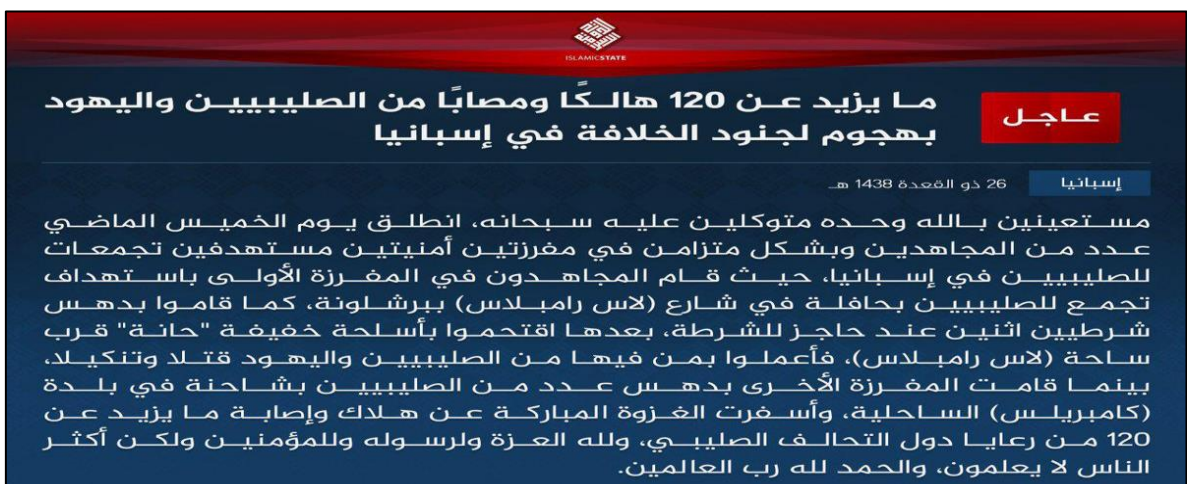 ISLAMICSTATE
عاجل
ما يزيد عن 120 هالكًا ومصابًا من الصليبيين واليهود
بهجوم لجنود الخلافة في إسبانيا
إسبانيا 26 ذو القعدة 1438 هـ
مستعينين بالله وحده متوكلين عليه سبحانه، انطلق يوم الخميس الماضي
عدد من المجاهدين وبشكل متزامن في مفرزتين أمنيتين مستهدفين تجمعات
للصليبيين في إسبانيا، حيث قام المجاهدون في المفرزة الأولى باستهداف
تجمع للصليبيين بحافلة في شارع (لاس رامبلاس) ببرشلونة، كما قاموا بدهس
شرطيين اثنين عند حاجز للشرطة، بعدها اقتحموا بأسلحة خفيفة "حانة" قرب
ساحة (لاس رامبلاس)، فأعملوا بمن فيها من الصليبيين واليهود قتلا وتنكيلا،
بينما قامت المفرزة الأخرى بدهس عدد من الصليبيين بشاحنة في بلدة
(كامبريلس) الساحلية، وأسفرت الغزوة المباركة عن هلاك وإصابة ما يزيد عن
120 من رعايا دول التحالف الصليبي، ولله العزة ولرسوله وللمؤمنين ولكن أكثر
الناس لا يعلمون، والحمد لله رب العالمين.